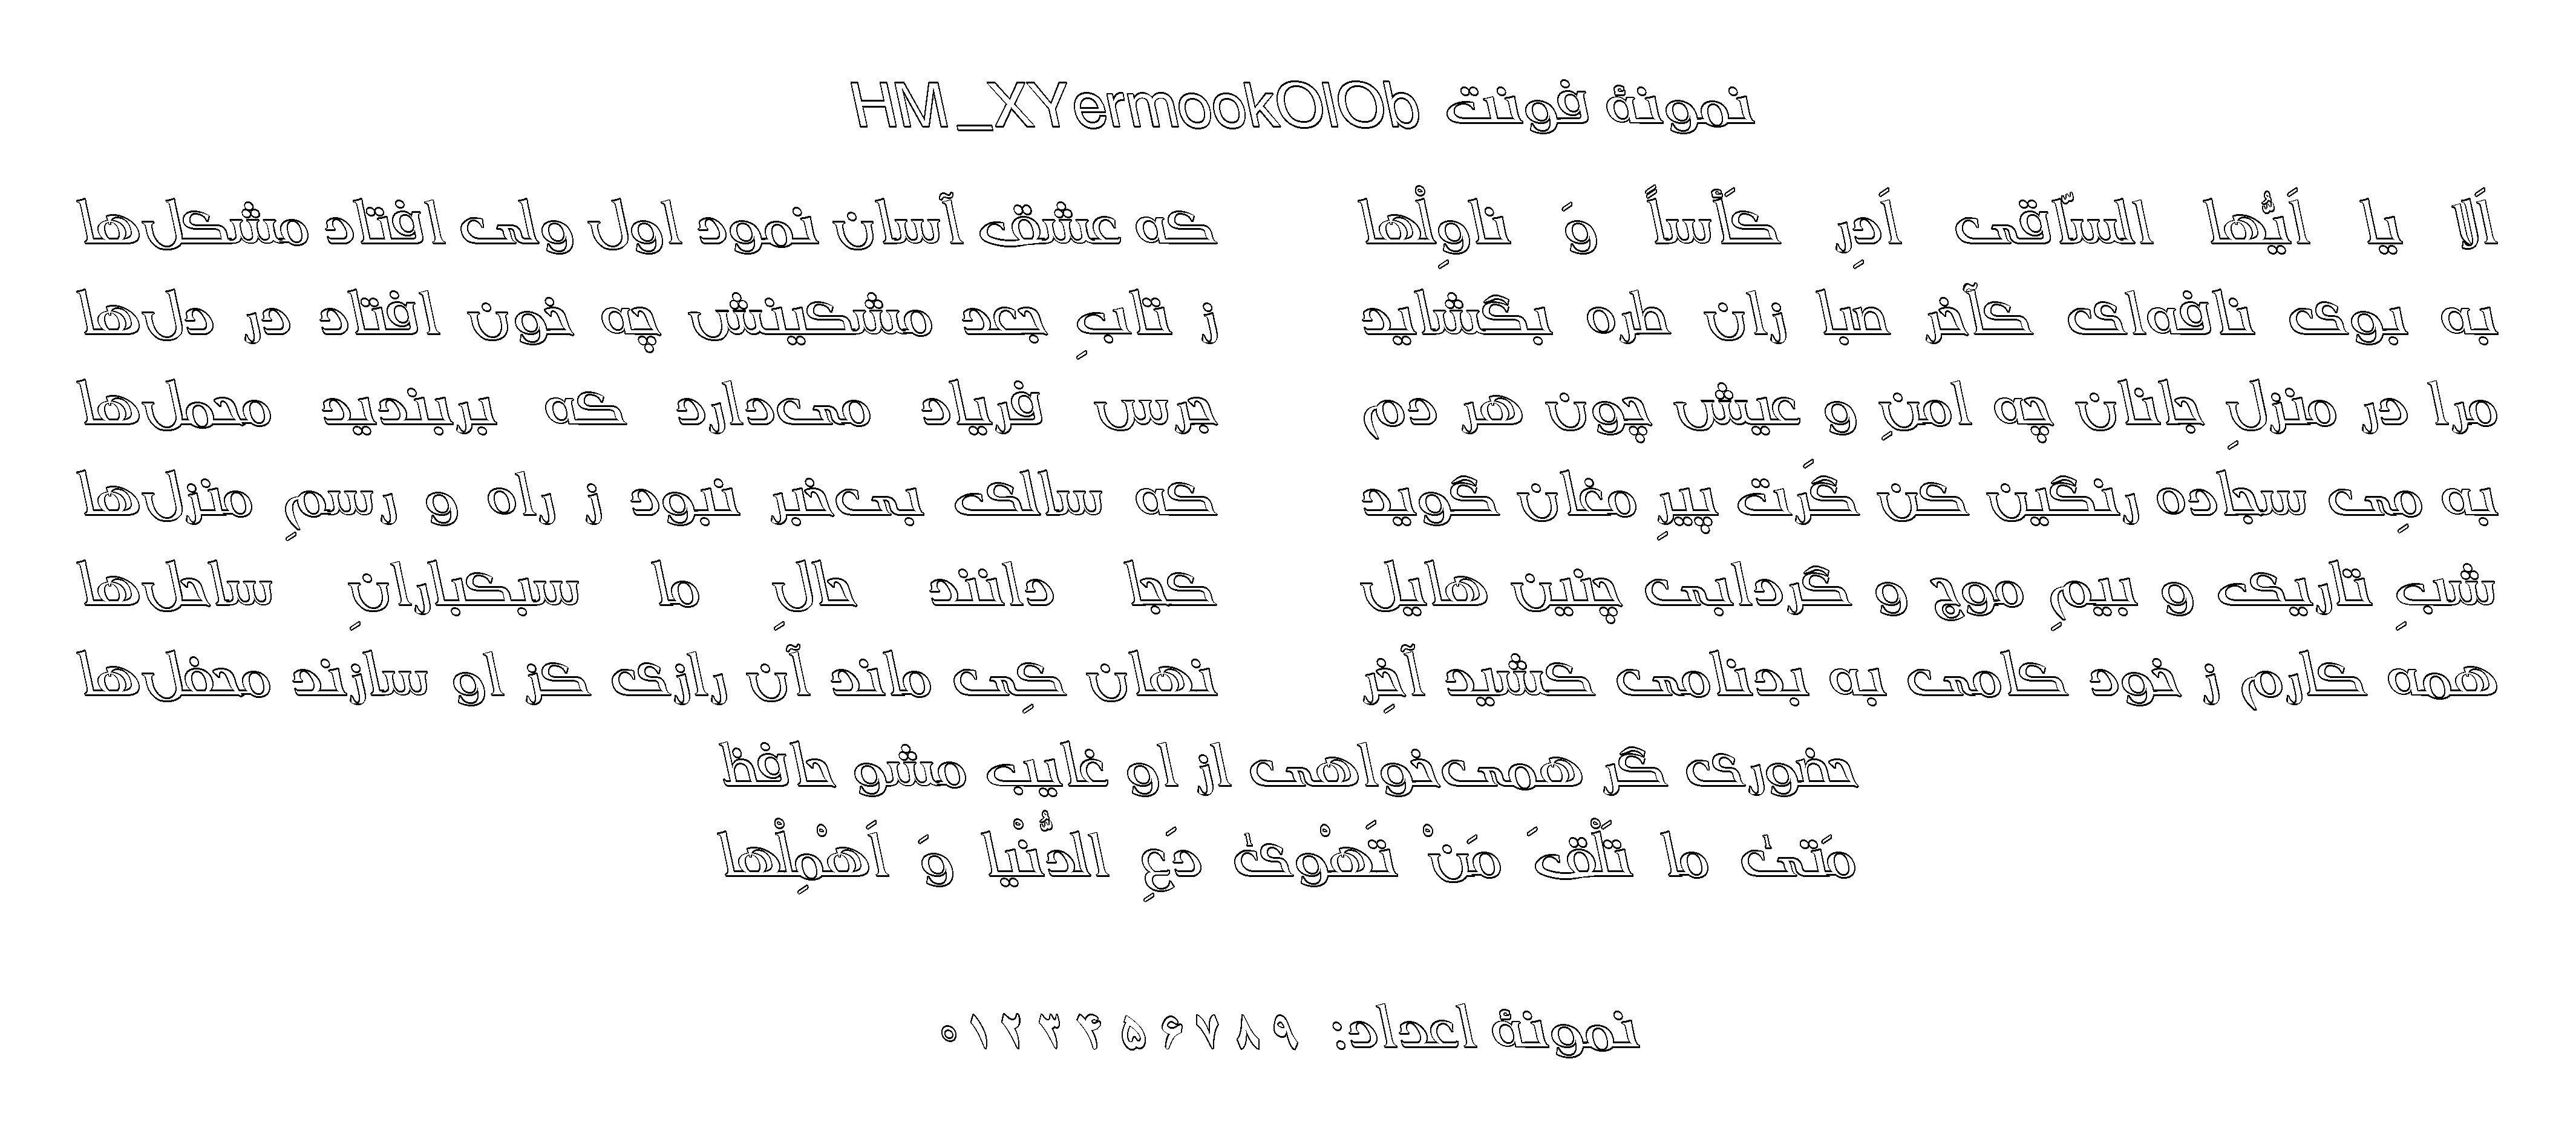 نمونهٔ فونت HM_XYermookOlOb
اَلا یا اَیُّها السّاقی اَدِر کَأساً وَ ناوِلْها که عشق آسان نمود اول ولی افتاد مشکل‌ها
به بوی نافه‌ای کآخر صبا زان طره بگشاید ز تابِ جعد مشکینش چه خون افتاد در دل‌ها
مرا در منزلِ جانان چه امنِ و عیش چون هر دم جرس فریاد می‌دارد که بربندید محمل‌ها
به مِی سجاده رنگین کن گَرَت پیرِ مغان گوید که سالک بی‌خبر نبود ز راه و رسمِ منزل‌ها
شبِ تاریک و بیمِ موج و گردابی چنین هایل کجا دانند حالِ ما سبکبارانِ ساحل‌ها
همه کارم ز خود کامی به بدنامی کشید آخِر نهان کِی ماند آن رازی کز او سازند محفل‌ها
حضوری گر همی‌خواهی از او غایب مشو حافظ
مَتیٰ ما تَلْقَ مَنْ تَهْویٰ دَعِ الدُّنْیا وَ اَهْمِلْها
نمونهٔ اعداد: ۰۱۲۳۴۵۶۷۸۹